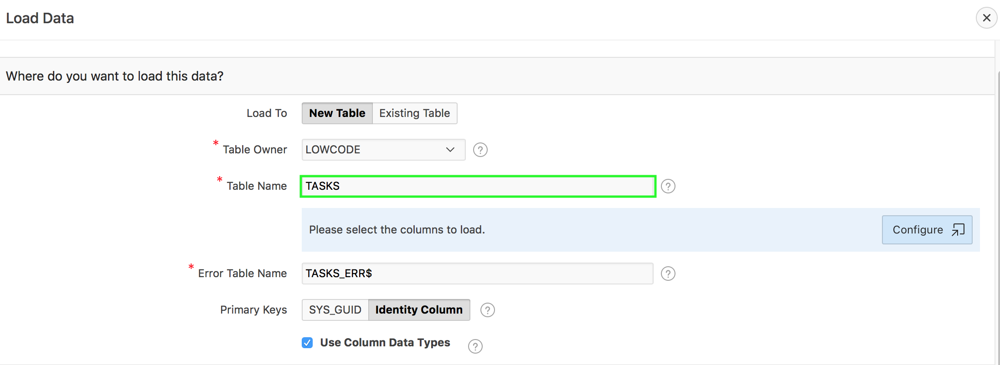 Load Data
Where do you want to load this data?
Load To New Table Existing Table
* Table Owner LOWCODE ?
* Table Name TASKS ?
Please select the columns to load. Configure
* Error Table Name TASKS_ERR$ ?
Primary Keys SYS_GUID Identity Column ?
Use Column Data Types ?